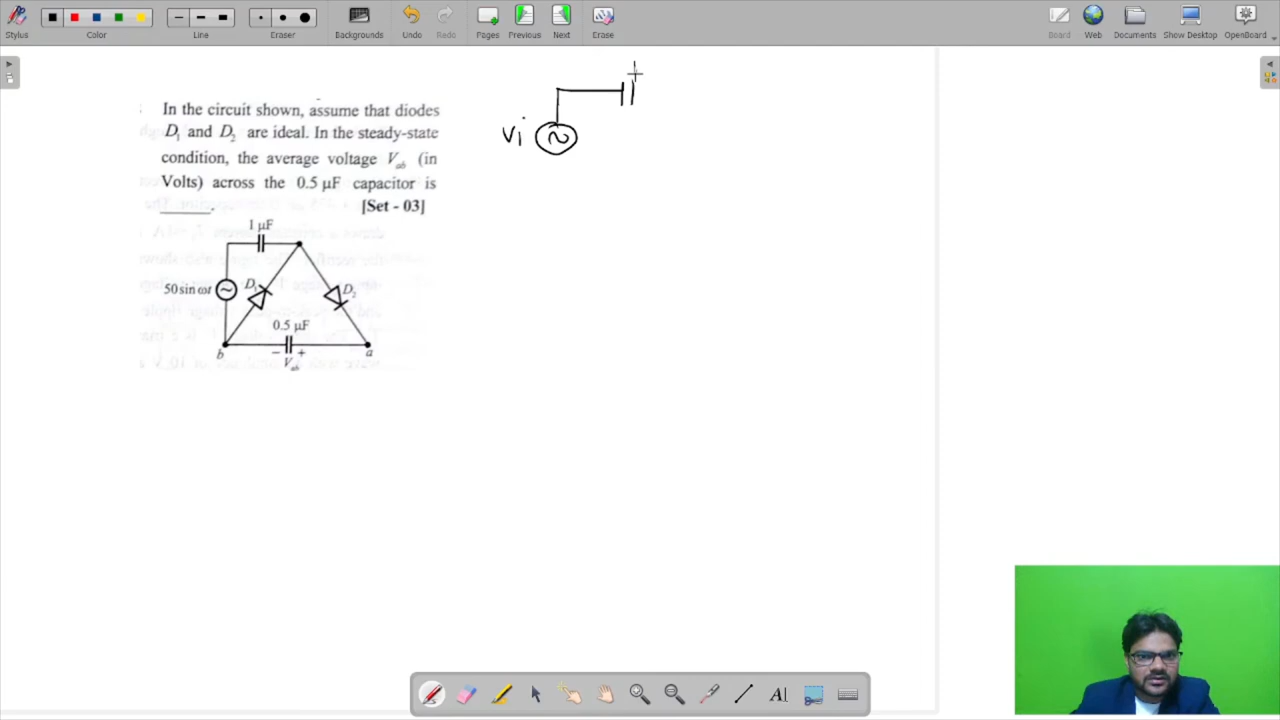 Stylus
Color
Line
Eraser
Backgrounds
Undo
Redo
Pages
Previous
Next
Erase
Board
Web
Documents
Show Desktop
OpenBoard
In the circuit shown, assume that diodes
D₁ and D₂ are ideal. In the steady-state
condition, the average voltage Vab (in
Volts) across the 0.5 μF capacitor is
______.
[Set - 03]
1 μF
50 sin ωt
D₁
D₂
0.5 μF
b
− +
a
Vab
Vi
+
AI